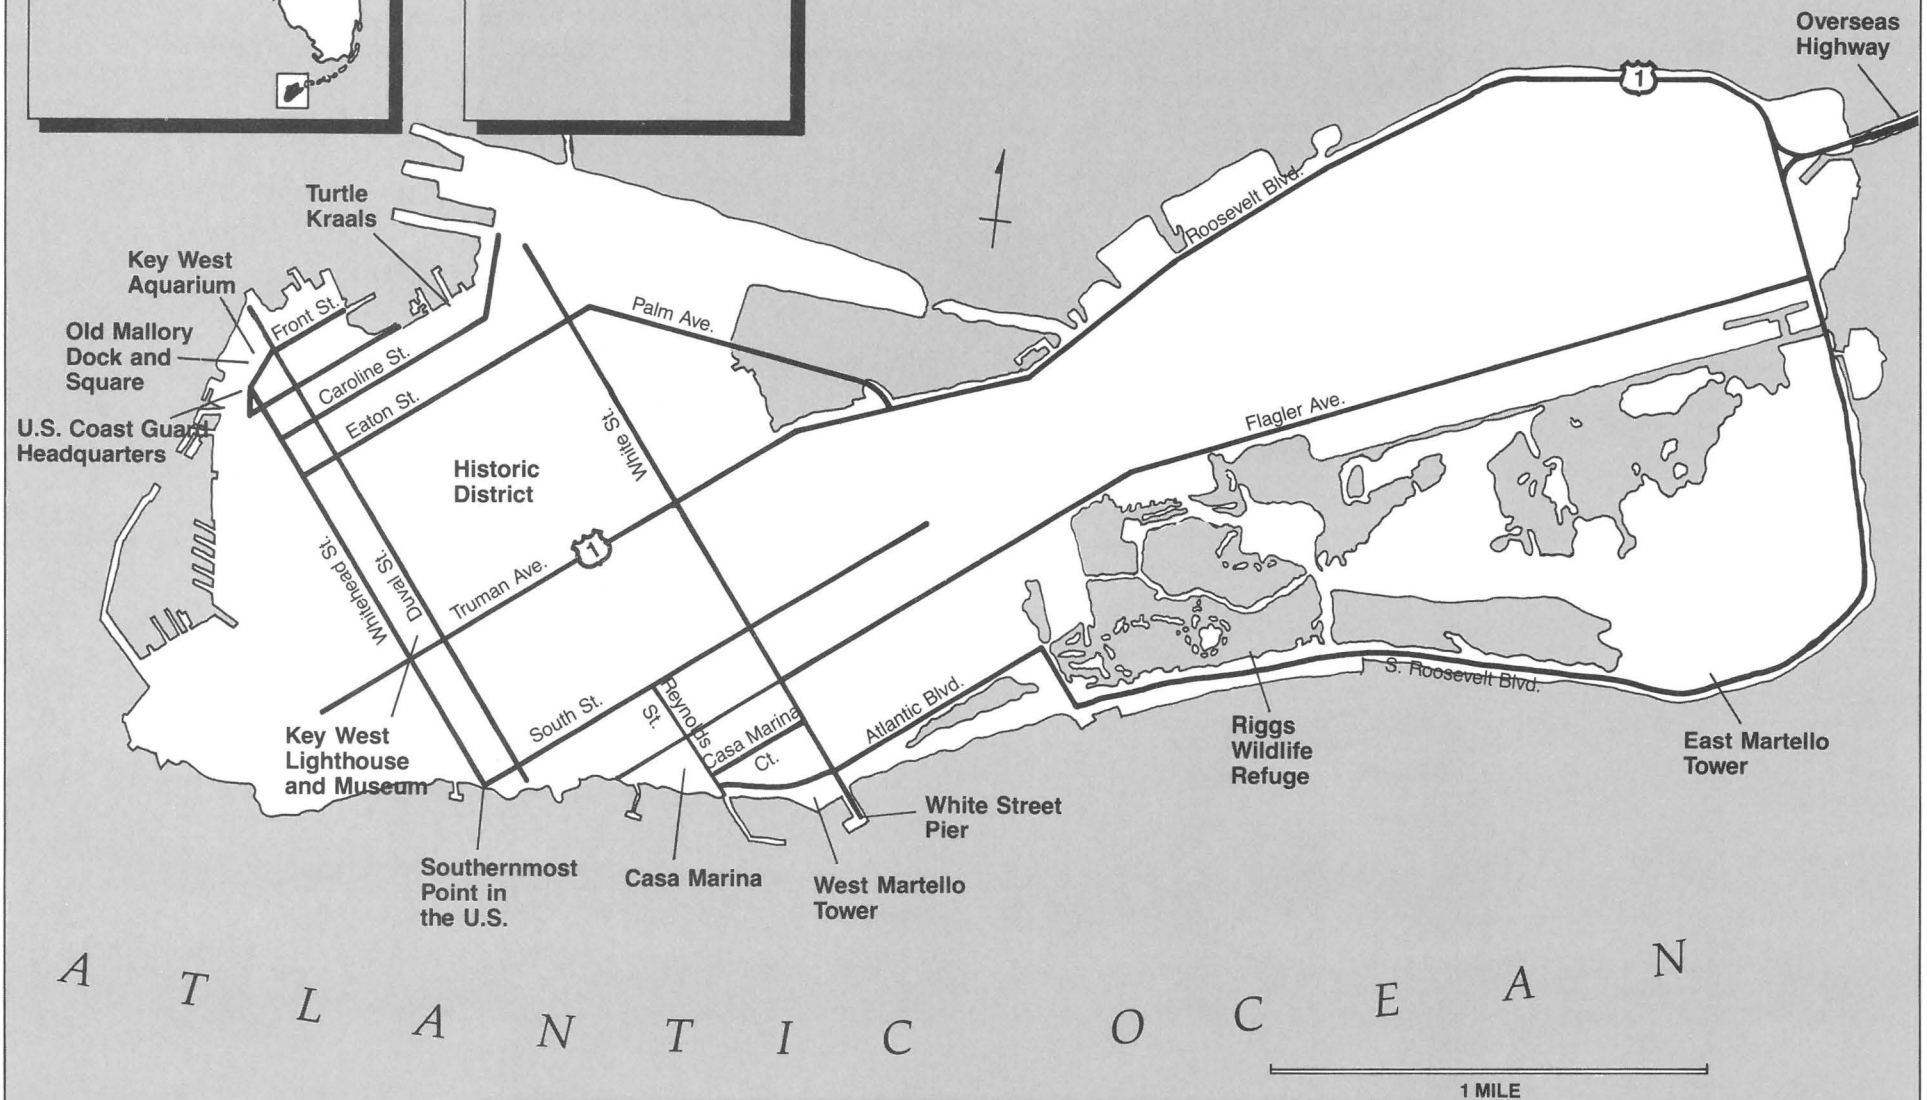 Overseas
Highway
1
Turtle
Kraals
Roosevelt Blvd.
Key West
Aquarium
Front St.
Palm Ave.
Old Mallory
Dock and
Square
Caroline St.
Eaton St.
U.S. Coast Guard
Headquarters
White St.
Flagler Ave.
Historic
District
Whitehead St.
Duval St.
1
Truman Ave.
South St.
Reynolds
St.
Casa Marina
Ct.
Atlantic Blvd.
S. Roosevelt Blvd.
Key West
Lighthouse
and Museum
Riggs
Wildlife
Refuge
East Martello
Tower
White Street
Pier
Southernmost
Point in
the U.S.
Casa Marina
West Martello
Tower
ATLANTIC OCEAN
1 MILE